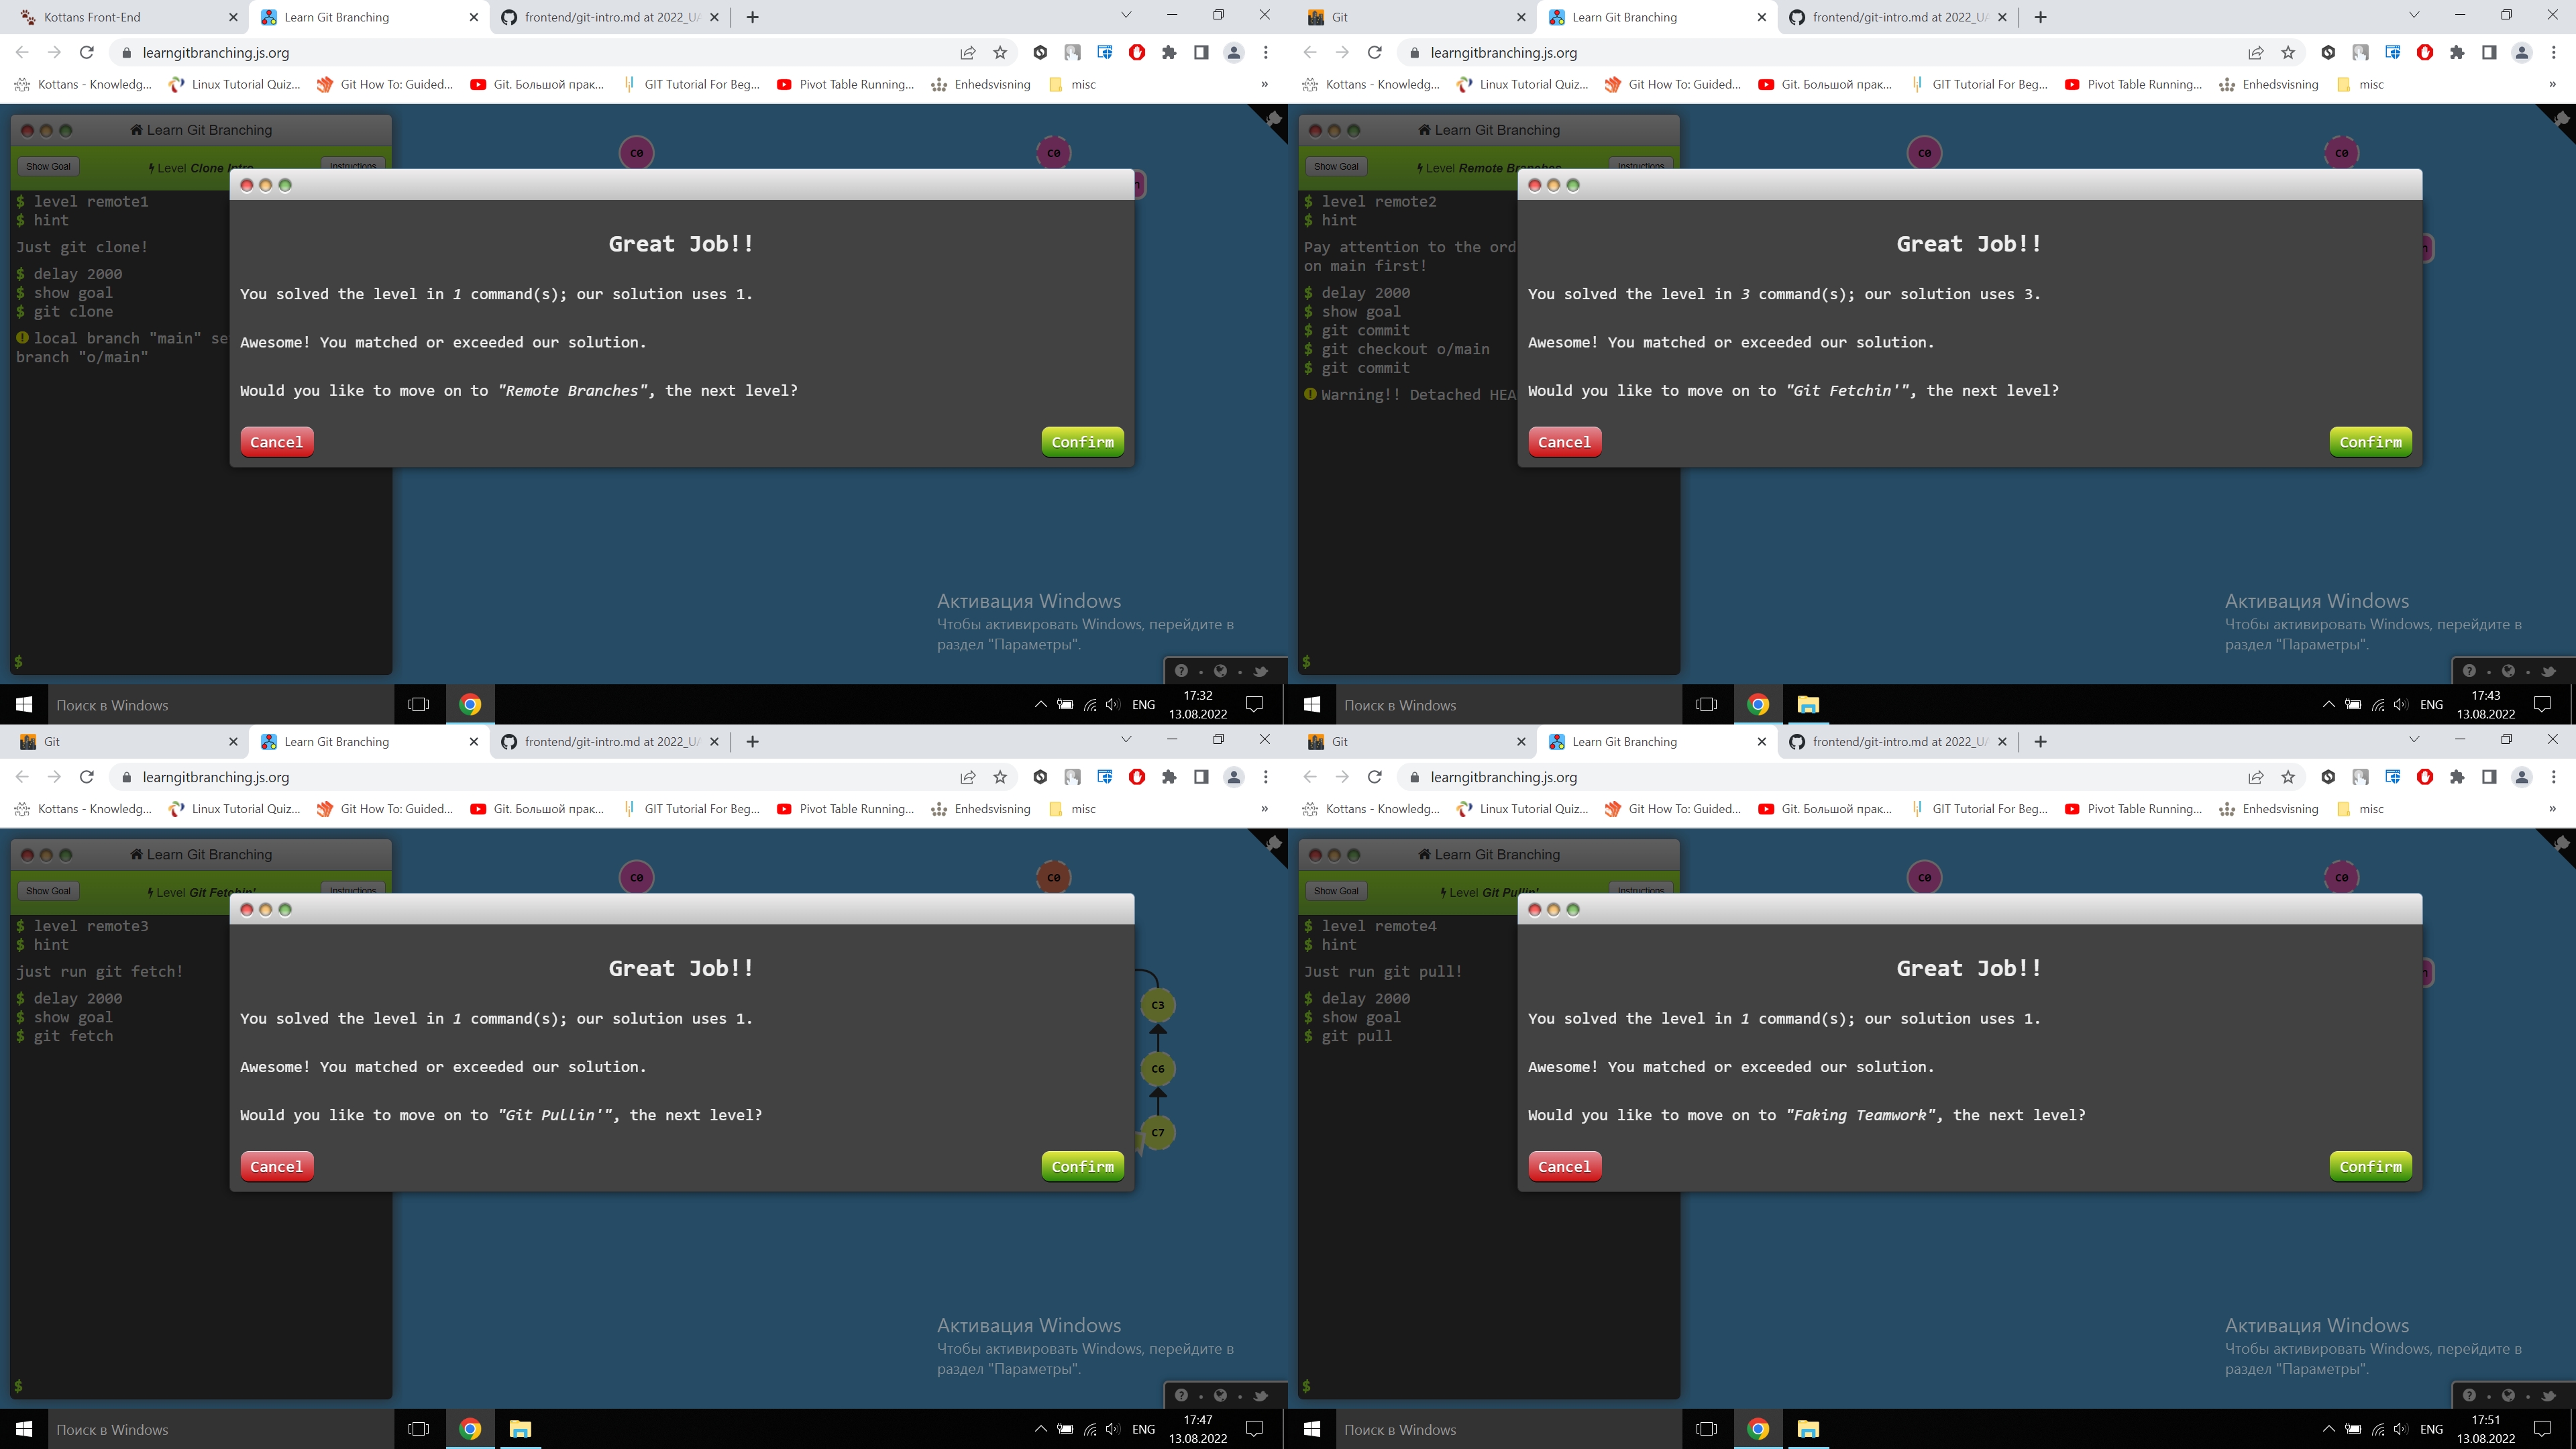 Kottans Front-End
Learn Git Branching
frontend/git-intro.md at 2022_UA
learngitbranching.js.org
Kottans - Knowledg...
Linux Tutorial Quiz...
Git How To: Guided...
Git. Большой прак...
GIT Tutorial For Beg...
Pivot Table Running...
Enhedsvisning
misc
»
Learn Git Branching
Show Goal
Level Clone Intro
Instructions
C0
C0
$ level remote1
$ hint
Just git clone!
$ delay 2000
$ show goal
$ git clone
local branch "main" se
branch "o/main"
$
Great Job!!
You solved the level in 1 command(s); our solution uses 1.
Awesome! You matched or exceeded our solution.
Would you like to move on to "Remote Branches", the next level?
Cancel
Confirm
Активация Windows
Чтобы активировать Windows, перейдите в
раздел "Параметры".
Поиск в Windows
ENG
17:32
13.08.2022
Git
Learn Git Branching
frontend/git-intro.md at 2022_UA
learngitbranching.js.org
Kottans - Knowledg...
Linux Tutorial Quiz...
Git How To: Guided...
Git. Большой прак...
GIT Tutorial For Beg...
Pivot Table Running...
Enhedsvisning
misc
»
Learn Git Branching
Show Goal
Level Remote Branches
Instructions
C0
C0
$ level remote2
$ hint
Pay attention to the ord
on main first!
$ delay 2000
$ show goal
$ git commit
$ git checkout o/main
$ git commit
Warning!! Detached HEA
$
Great Job!!
You solved the level in 3 command(s); our solution uses 3.
Awesome! You matched or exceeded our solution.
Would you like to move on to "Git Fetchin'", the next level?
Cancel
Confirm
Активация Windows
Чтобы активировать Windows, перейдите в
раздел "Параметры".
Поиск в Windows
ENG
17:43
13.08.2022
Git
Learn Git Branching
frontend/git-intro.md at 2022_UA
learngitbranching.js.org
Kottans - Knowledg...
Linux Tutorial Quiz...
Git How To: Guided...
Git. Большой прак...
GIT Tutorial For Beg...
Pivot Table Running...
Enhedsvisning
misc
»
Learn Git Branching
Show Goal
Level Git Fetchin'
Instructions
C0
C0
C3
C6
C7
$ level remote3
$ hint
just run git fetch!
$ delay 2000
$ show goal
$ git fetch
$
Great Job!!
You solved the level in 1 command(s); our solution uses 1.
Awesome! You matched or exceeded our solution.
Would you like to move on to "Git Pullin'", the next level?
Cancel
Confirm
Активация Windows
Чтобы активировать Windows, перейдите в
раздел "Параметры".
Поиск в Windows
ENG
17:47
13.08.2022
Git
Learn Git Branching
frontend/git-intro.md at 2022_UA
learngitbranching.js.org
Kottans - Knowledg...
Linux Tutorial Quiz...
Git How To: Guided...
Git. Большой прак...
GIT Tutorial For Beg...
Pivot Table Running...
Enhedsvisning
misc
»
Learn Git Branching
Show Goal
Level Git Pullin'
Instructions
C0
C0
$ level remote4
$ hint
Just run git pull!
$ delay 2000
$ show goal
$ git pull
$
Great Job!!
You solved the level in 1 command(s); our solution uses 1.
Awesome! You matched or exceeded our solution.
Would you like to move on to "Faking Teamwork", the next level?
Cancel
Confirm
Активация Windows
Чтобы активировать Windows, перейдите в
раздел "Параметры".
Поиск в Windows
ENG
17:51
13.08.2022